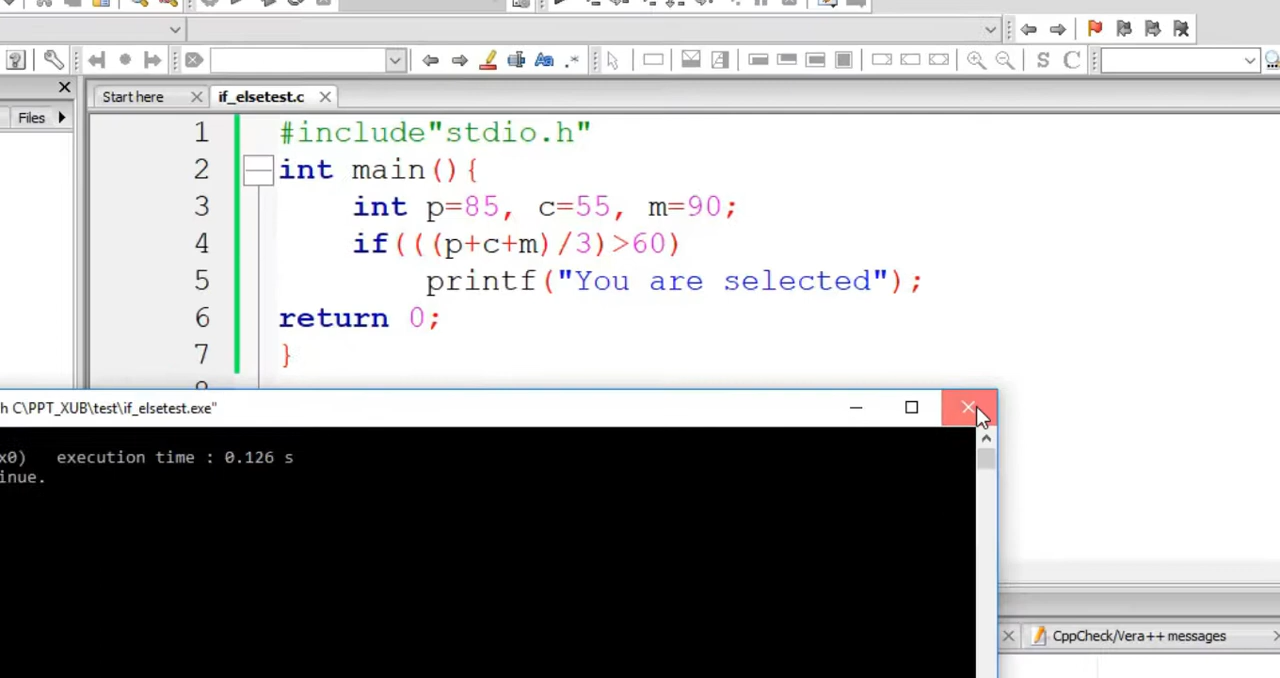 Start here
if_elsetest.c
Files
1 #include"stdio.h"
2 int main(){
3 int p=85, c=55, m=90;
4 if(((p+c+m)/3)>60)
5 printf("You are selected");
6 return 0;
7 }
h C\PPT_XUB\test\if_elsetest.exe"
x0) execution time : 0.126 s
inue.
CppCheck/Vera++ messages